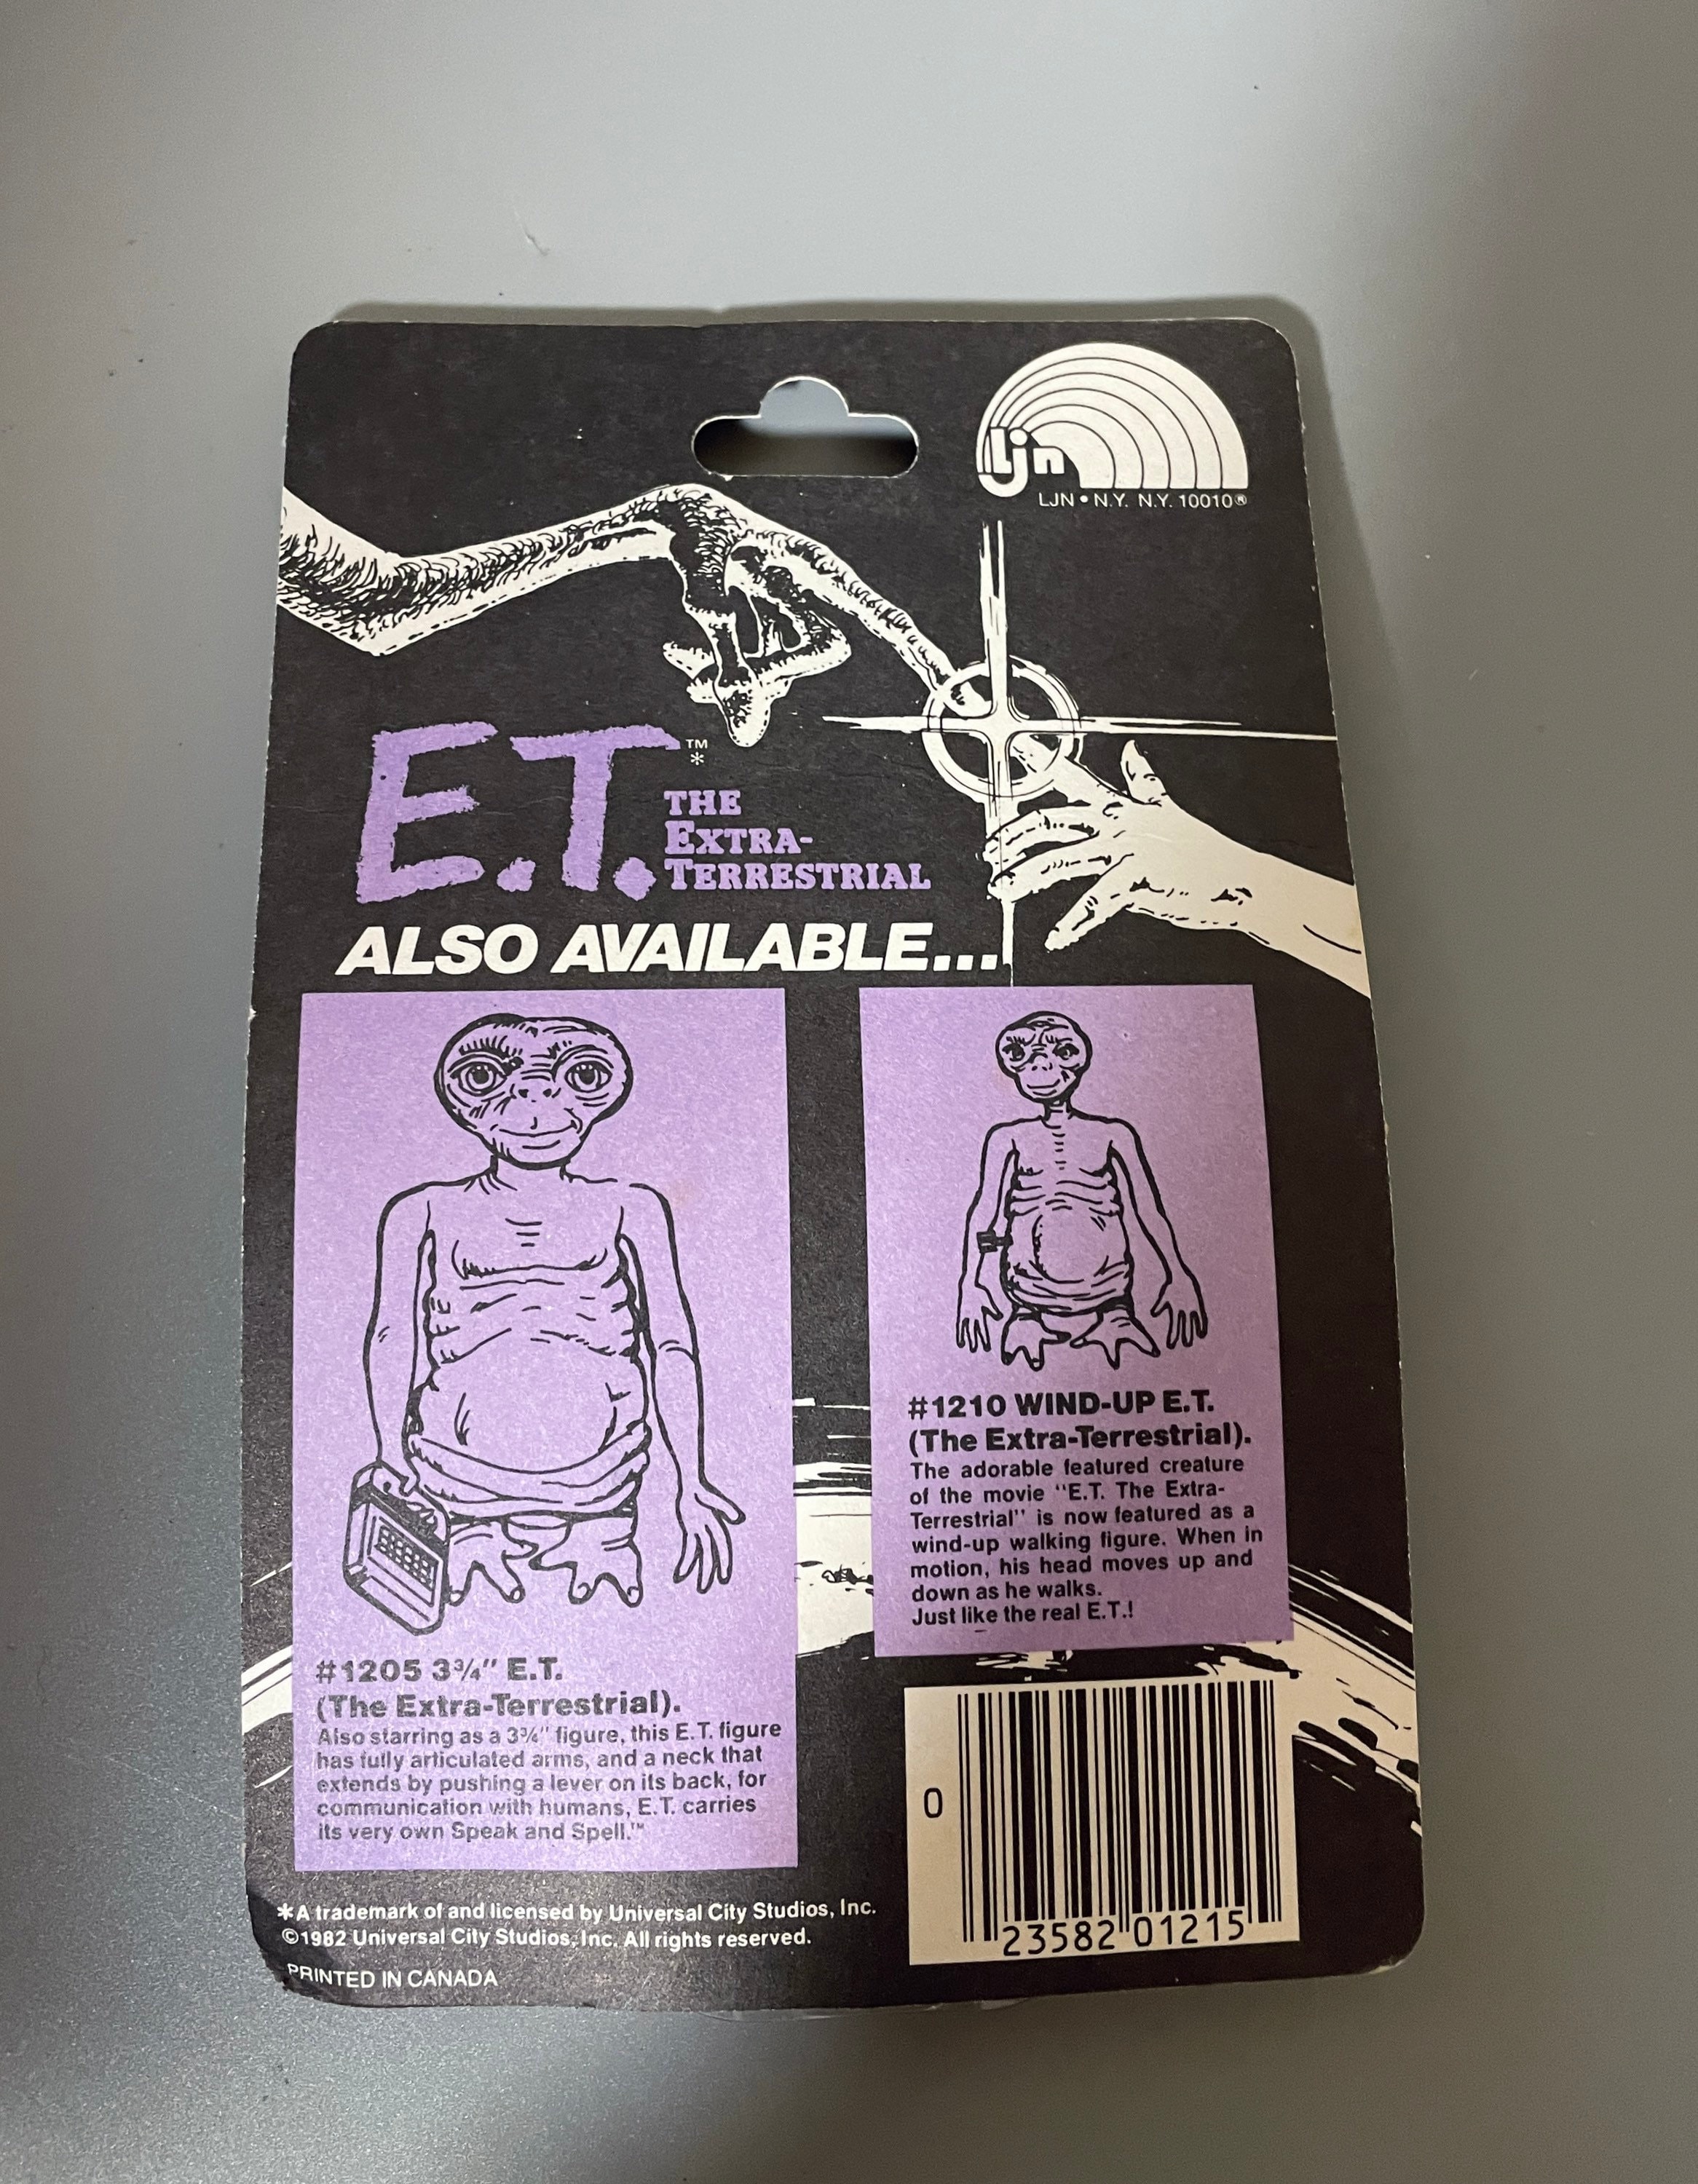 ljn
LJN • N.Y. N.Y. 10010®
E.T.™
*
THE
EXTRA-
TERRESTRIAL
ALSO AVAILABLE...
#1205 3¾" E.T.
(The Extra-Terrestrial).
Also starring as a 3¾" figure, this E.T. figure
has fully articulated arms, and a neck that
extends by pushing a lever on its back, for
communication with humans, E.T. carries
its very own Speak and Spell.™
#1210 WIND-UP E.T.
(The Extra-Terrestrial).
The adorable featured creature
of the movie "E.T. The Extra-
Terrestrial" is now featured as a
wind-up walking figure. When in
motion, his head moves up and
down as he walks.
Just like the real E.T.!
0
23582 01215
*A trademark of and licensed by Universal City Studios, Inc.
©1982 Universal City Studios, Inc. All rights reserved.
PRINTED IN CANADA